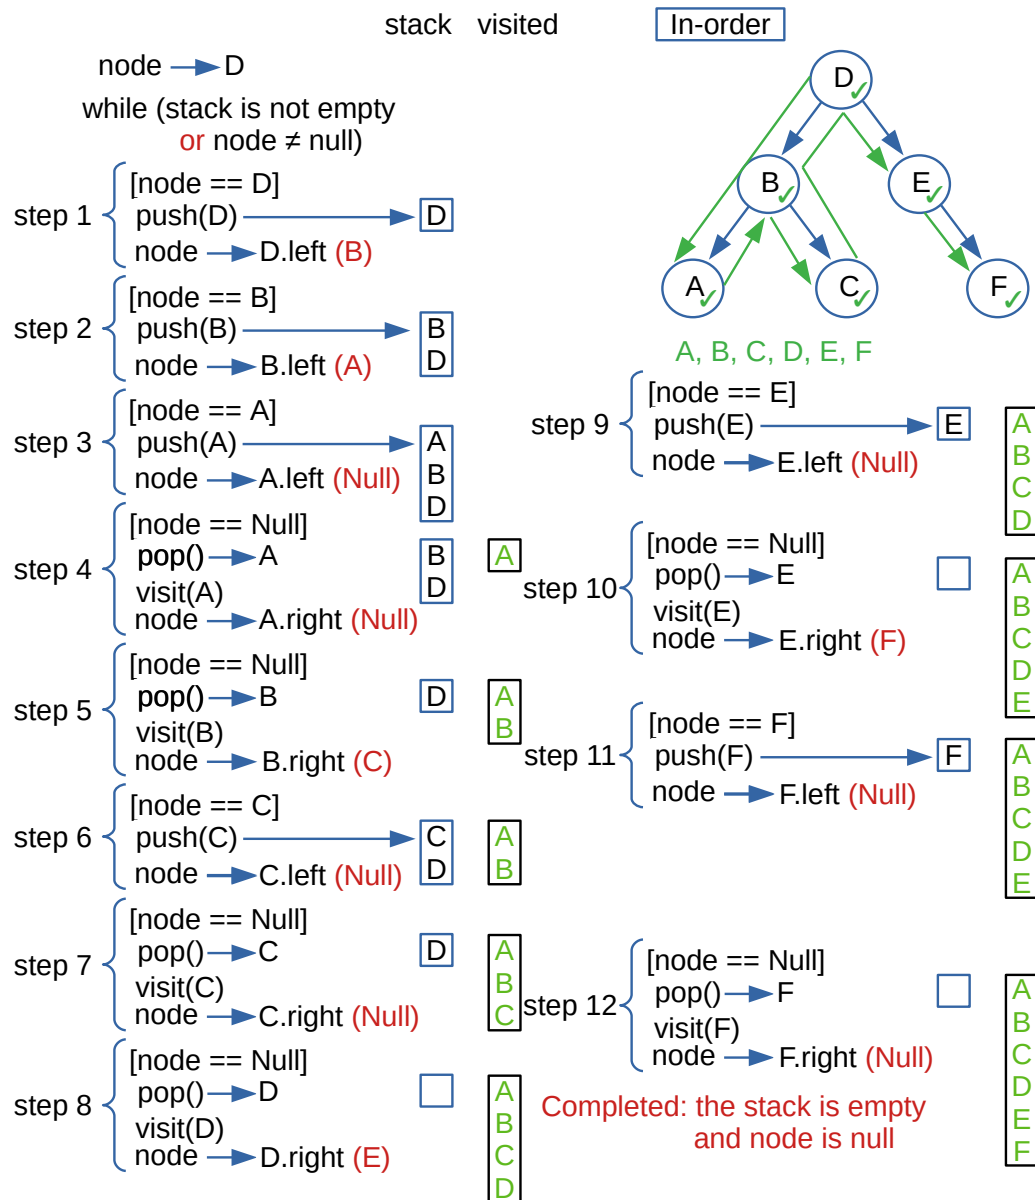 stack visited In-order
node D
while (stack is not empty
or node ≠ null)
step 1
[node == D]
push(D) D
node D.left (B)
step 2
[node == B]
push(B) B
D
node B.left (A)
step 3
[node == A]
push(A) A
B
D
node A.left (Null)
step 4
[node == Null]
pop() A
visit(A)
node A.right (Null)
B
D
A
step 5
[node == Null]
pop() B
visit(B)
node B.right (C)
D
A
B
step 6
[node == C]
push(C)
node C.left (Null)
C
D
A
B
step 7
[node == Null]
pop() C
visit(C)
node C.right (Null)
D
A
B
C
step 8
[node == Null]
pop() D
visit(D)
node D.right (E)
A
B
C
D
D
B E
A C F
A, B, C, D, E, F
step 9
[node == E]
push(E) E
node E.left (Null)
A
B
C
D
step 10
[node == Null]
pop() E
visit(E)
node E.right (F)
A
B
C
D
E
step 11
[node == F]
push(F) F
node F.left (Null)
A
B
C
D
E
step 12
[node == Null]
pop() F
visit(F)
node F.right (Null)
A
B
C
D
E
F
Completed: the stack is empty
and node is null